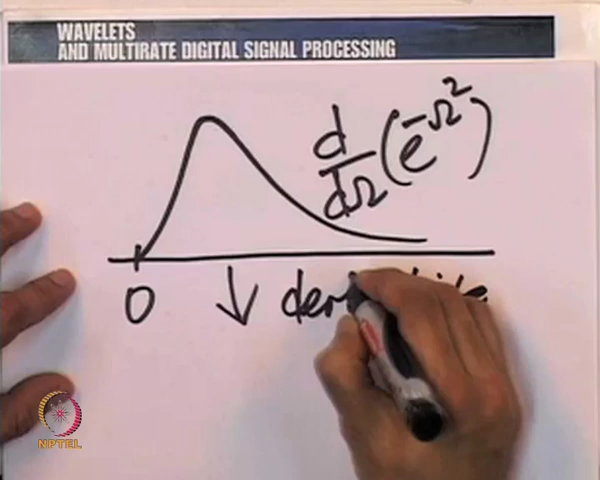 WAVELETS
AND MULTIRATE DIGITAL SIGNAL PROCESSING
d/dΩ (e^-Ω²)
0 ↓
NPTEL